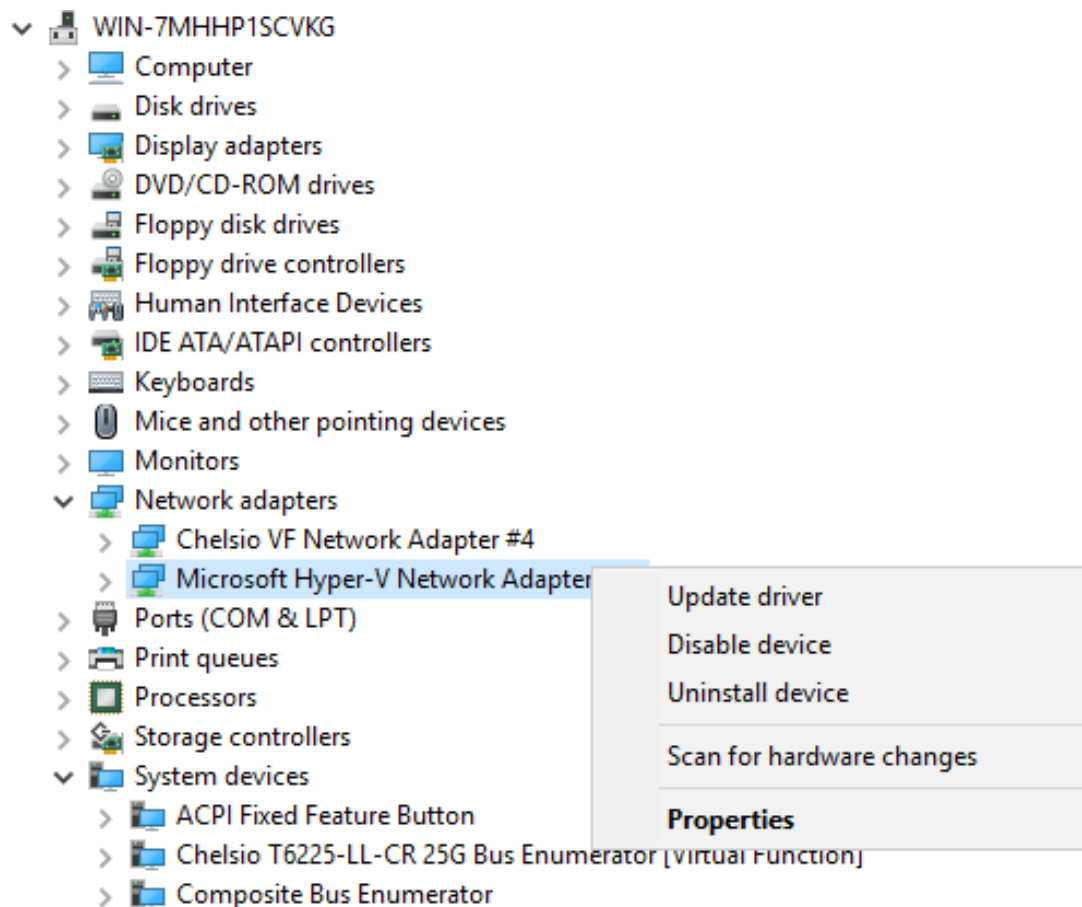 WIN-7MHHP1SCVKG
Computer
Disk drives
Display adapters
DVD/CD-ROM drives
Floppy disk drives
Floppy drive controllers
Human Interface Devices
IDE ATA/ATAPI controllers
Keyboards
Mice and other pointing devices
Monitors
Network adapters
Chelsio VF Network Adapter #4
Microsoft Hyper-V Network Adapter
Ports (COM & LPT)
Print queues
Processors
Storage controllers
System devices
ACPI Fixed Feature Button
Chelsio T6225-LL-CR 25G Bus Enumerator [Virtual Function]
Composite Bus Enumerator
Update driver
Disable device
Uninstall device
Scan for hardware changes
Properties